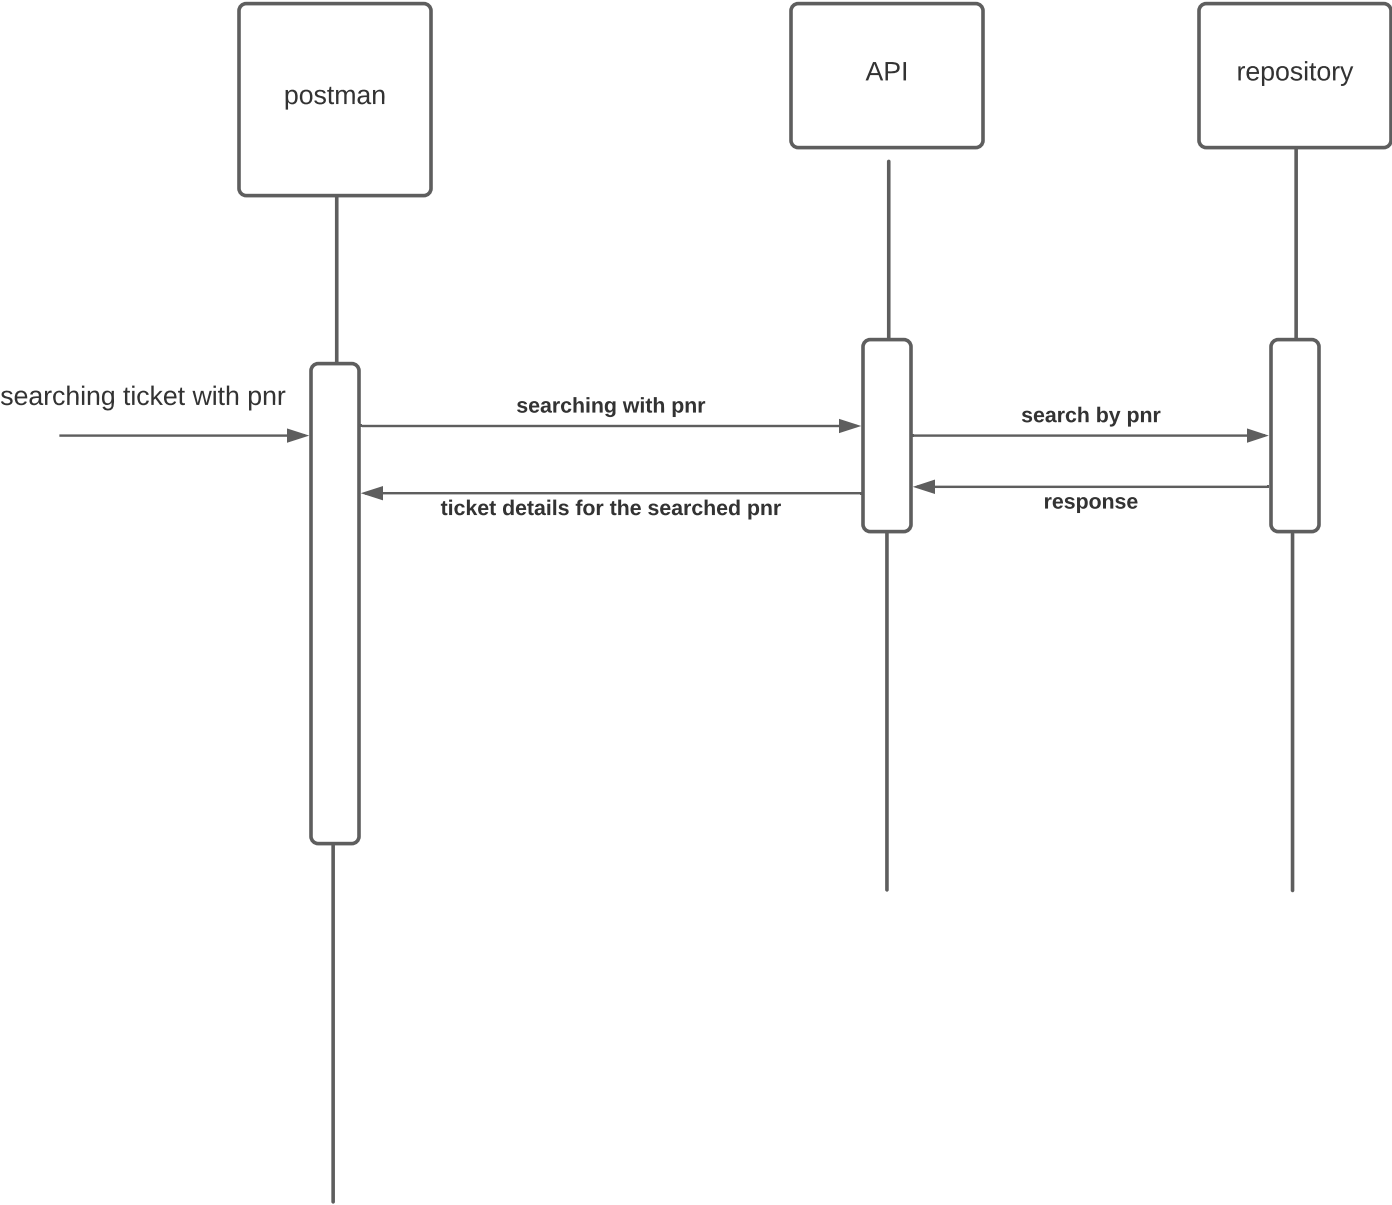 postman
API
repository
searching ticket with pnr
searching with pnr
search by pnr
ticket details for the searched pnr
response